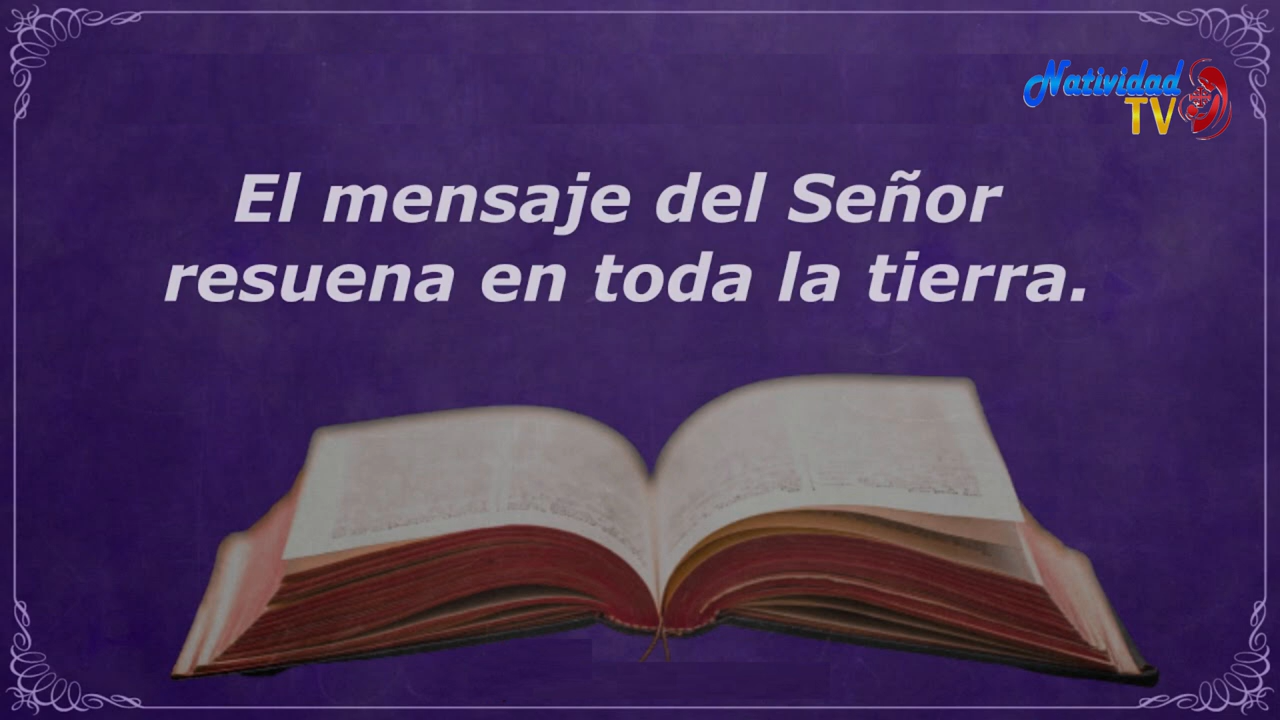 Natividad
TV
El mensaje del Señor
resuena en toda la tierra.